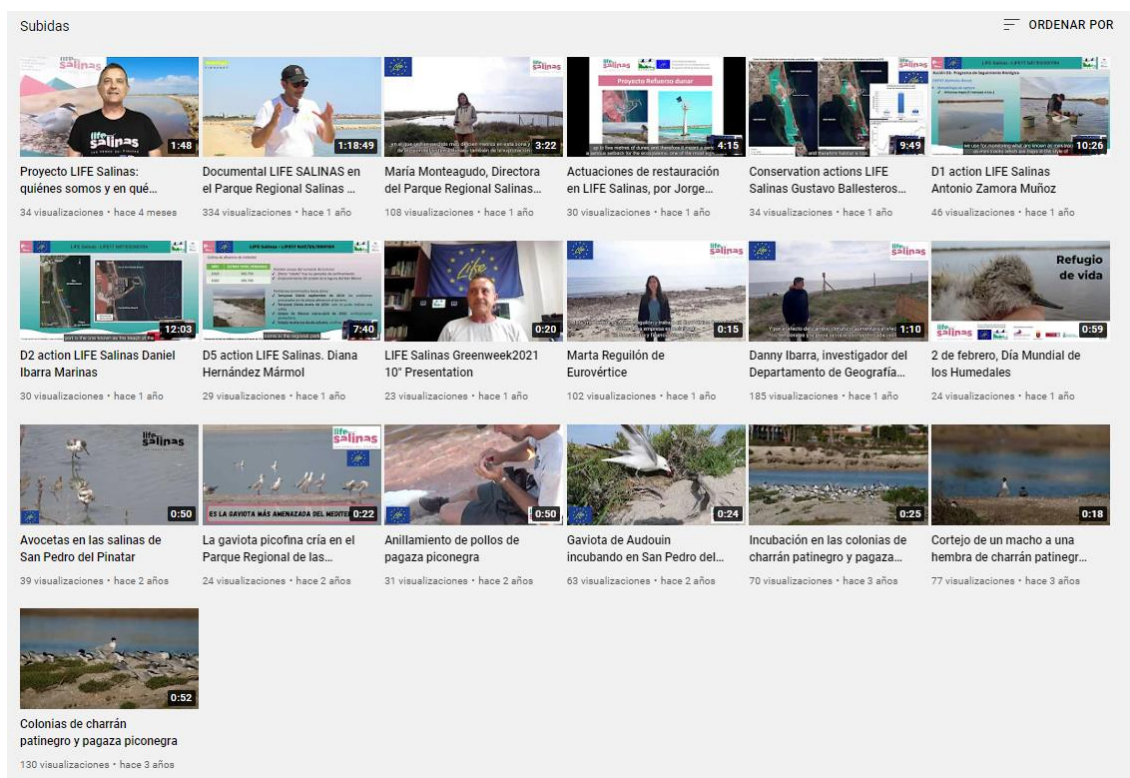 Subidas
ORDENAR POR
1:48
1:18:49
3:22
4:15
9:49
10:26
Proyecto LIFE Salinas:
quiénes somos y en qué...
34 visualizaciones • hace 4 meses
Documental LIFE SALINAS en
el Parque Regional Salinas ...
334 visualizaciones • hace 1 año
María Monteagudo, Directora
del Parque Regional Salinas...
108 visualizaciones • hace 1 año
Proyecto Refuerzo dunar
Actuaciones de restauración
en LIFE Salinas, por Jorge...
30 visualizaciones • hace 1 año
Conservation actions LIFE
Salinas Gustavo Ballesteros...
34 visualizaciones • hace 1 año
D1 action LIFE Salinas
Antonio Zamora Muñoz
46 visualizaciones • hace 1 año
12:03
7:40
0:20
0:15
1:10
0:59
D2 action LIFE Salinas Daniel
Ibarra Marinas
30 visualizaciones • hace 1 año
D5 action LIFE Salinas. Diana
Hernández Mármol
29 visualizaciones • hace 1 año
Life
LIFE Salinas Greenweek2021
10" Presentation
23 visualizaciones • hace 1 año
Marta Reguilón de
Eurovértice
102 visualizaciones • hace 1 año
Danny Ibarra, investigador del
Departamento de Geografía...
185 visualizaciones • hace 1 año
Refugio
de vida
2 de febrero, Día Mundial de
los Humedales
24 visualizaciones • hace 1 año
life
salinas
0:50
0:22
0:50
0:24
0:25
0:18
Avocetas en las salinas de
San Pedro del Pinatar
39 visualizaciones • hace 2 años
ES LA GAVIOTA MÁS AMENAZADA DEL
La gaviota picofina cría en el
Parque Regional de las...
24 visualizaciones • hace 2 años
Anillamiento de pollos de
pagaza piconegra
31 visualizaciones • hace 2 años
Gaviota de Audouin
incubando en San Pedro del...
63 visualizaciones • hace 2 años
Incubación en las colonias de
charrán patinegro y pagaza...
70 visualizaciones • hace 3 años
Cortejo de un macho a una
hembra de charrán patinegr...
77 visualizaciones • hace 3 años
0:52
Colonias de charrán
patinegro y pagaza piconegra
130 visualizaciones • hace 3 años